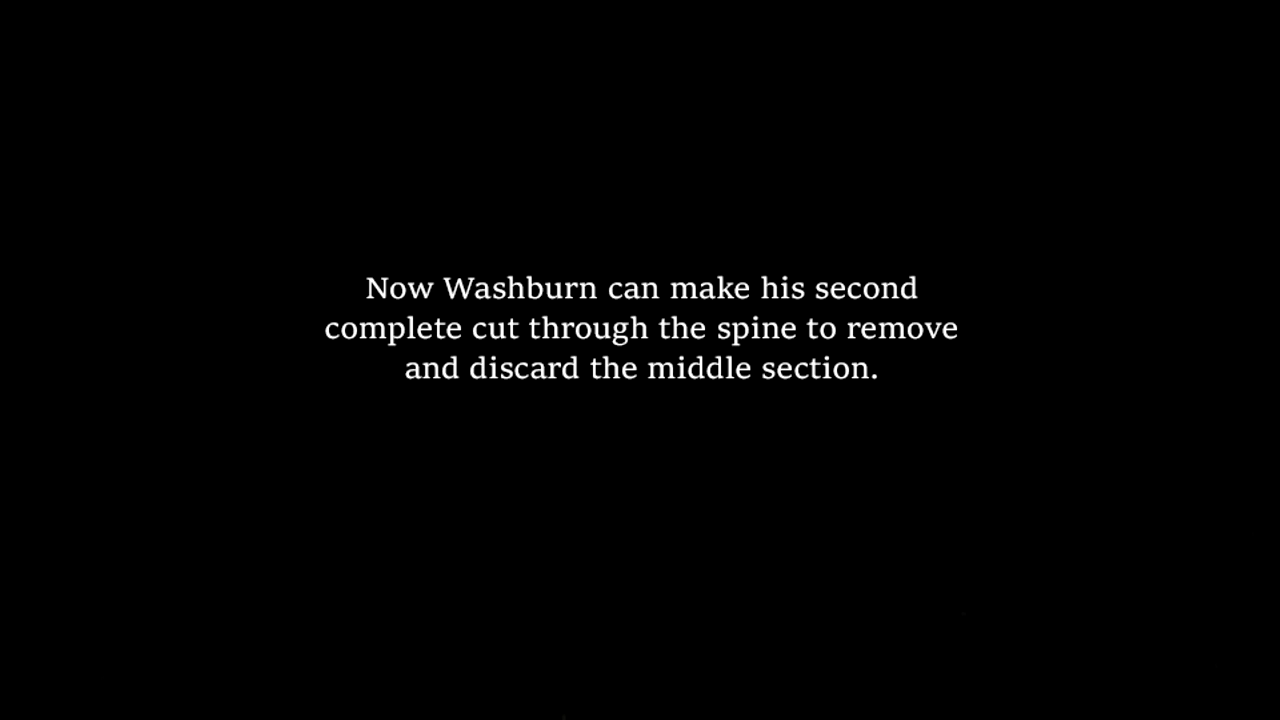 Now Washburn can make his second
complete cut through the spine to remove
and discard the middle section.